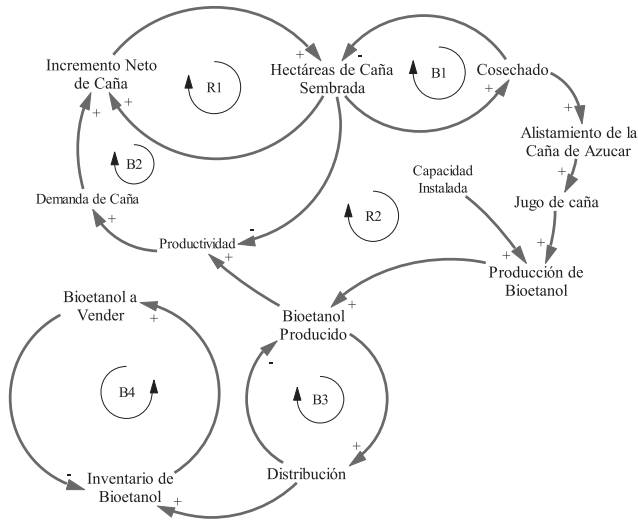 Incremento Neto
de Caña
+
R1
+
+
Hectáreas de Caña
Sembrada
-
B1
+
Cosechado
+
Alistamiento de la
Caña de Azucar
+
Jugo de caña
+
B2
Demanda de Caña
+
+
Productividad
-
+
R2
Capacidad
Instalada
+
Producción de
Bioetanol
Bioetanol a
Vender
+
B4
-
Inventario de
Bioetanol
+
Bioetanol
Producido
+
-
B3
+
Distribución